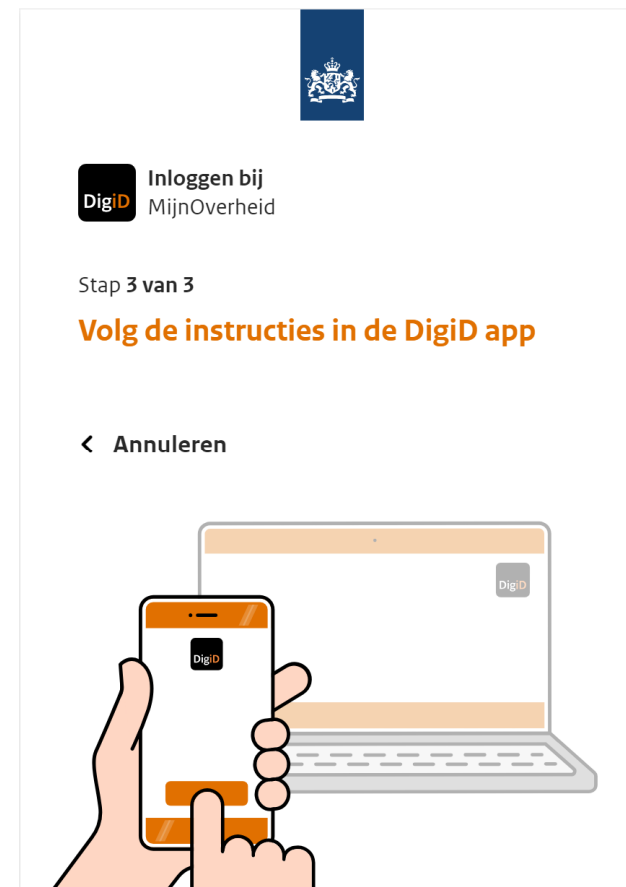 DigiD
Inloggen bij
MijnOverheid
Stap 3 van 3
Volg de instructies in de DigiD app
Annuleren
DigiD
DigiD